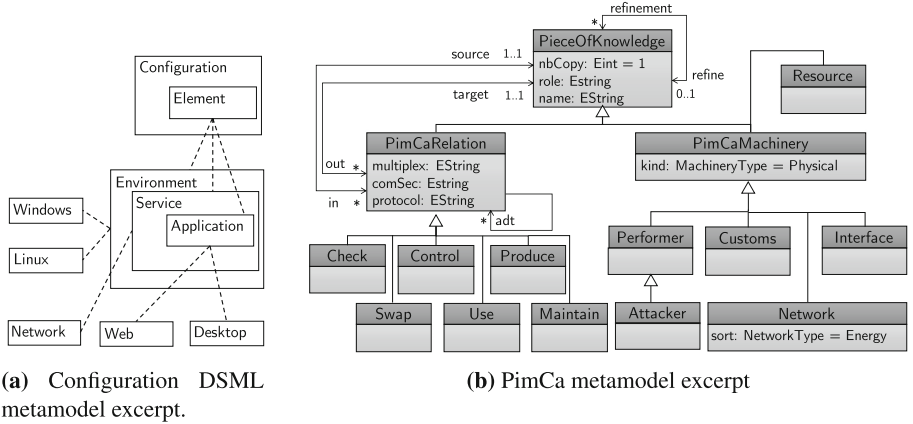 Configuration
Element
Environment
Service
Application
Windows
Linux
Network
Web
Desktop
(a) Configuration DSML
metamodel excerpt.
refinement
*
PieceOfKnowledge
nbCopy: Eint = 1
role: Estring
name: EString
source 1..1
target 1..1
refine
0..1
Resource
PimCaRelation
multiplex: EString
comSec: Estring
protocol: EString
out *
in *
* adt
PimCaMachinery
kind: MachineryType = Physical
Check
Control
Produce
Swap
Use
Maintain
Performer
Customs
Interface
Attacker
Network
sort: NetworkType = Energy
(b) PimCa metamodel excerpt